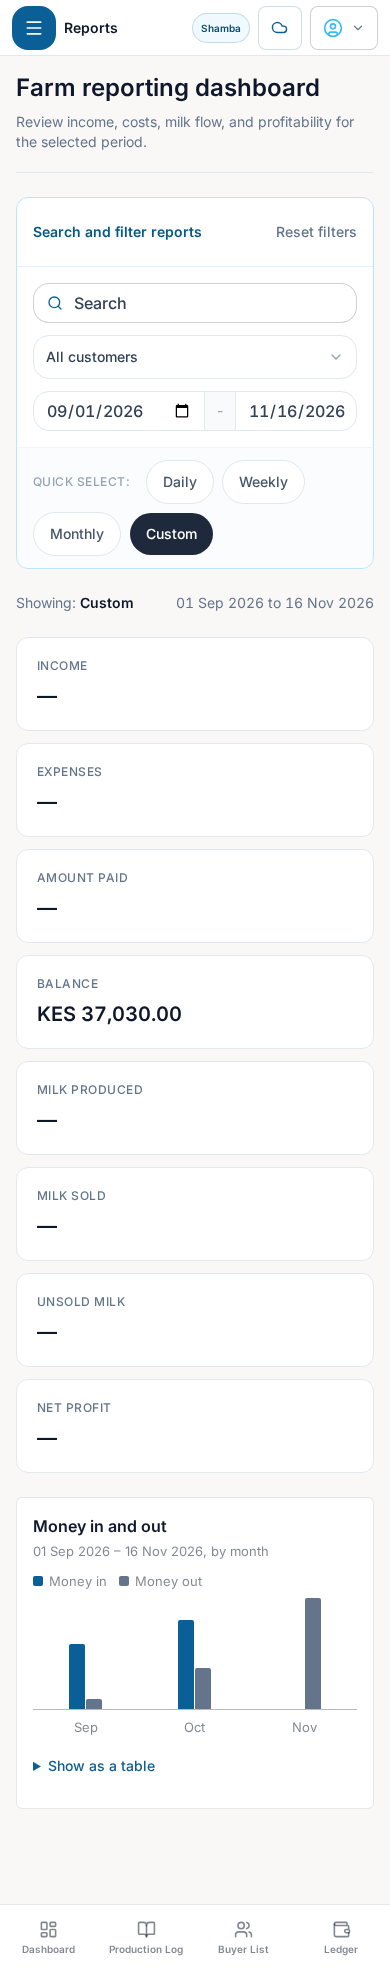 Reports
Shamba
Farm reporting dashboard
Review income, costs, milk flow, and profitability for
the selected period.
Search and filter reports
Reset filters
Search
All customers
09/01/2026
-
11/16/2026
QUICK SELECT:
Daily
Weekly
Monthly
Custom
Showing: Custom
01 Sep 2026 to 16 Nov 2026
INCOME
—
EXPENSES
—
AMOUNT PAID
—
BALANCE
KES 37,030.00
MILK PRODUCED
—
MILK SOLD
—
UNSOLD MILK
—
NET PROFIT
—
Money in and out
01 Sep 2026 – 16 Nov 2026, by month
Money in
Money out
Sep
Oct
Nov
Show as a table
Dashboard
Production Log
Buyer List
Ledger